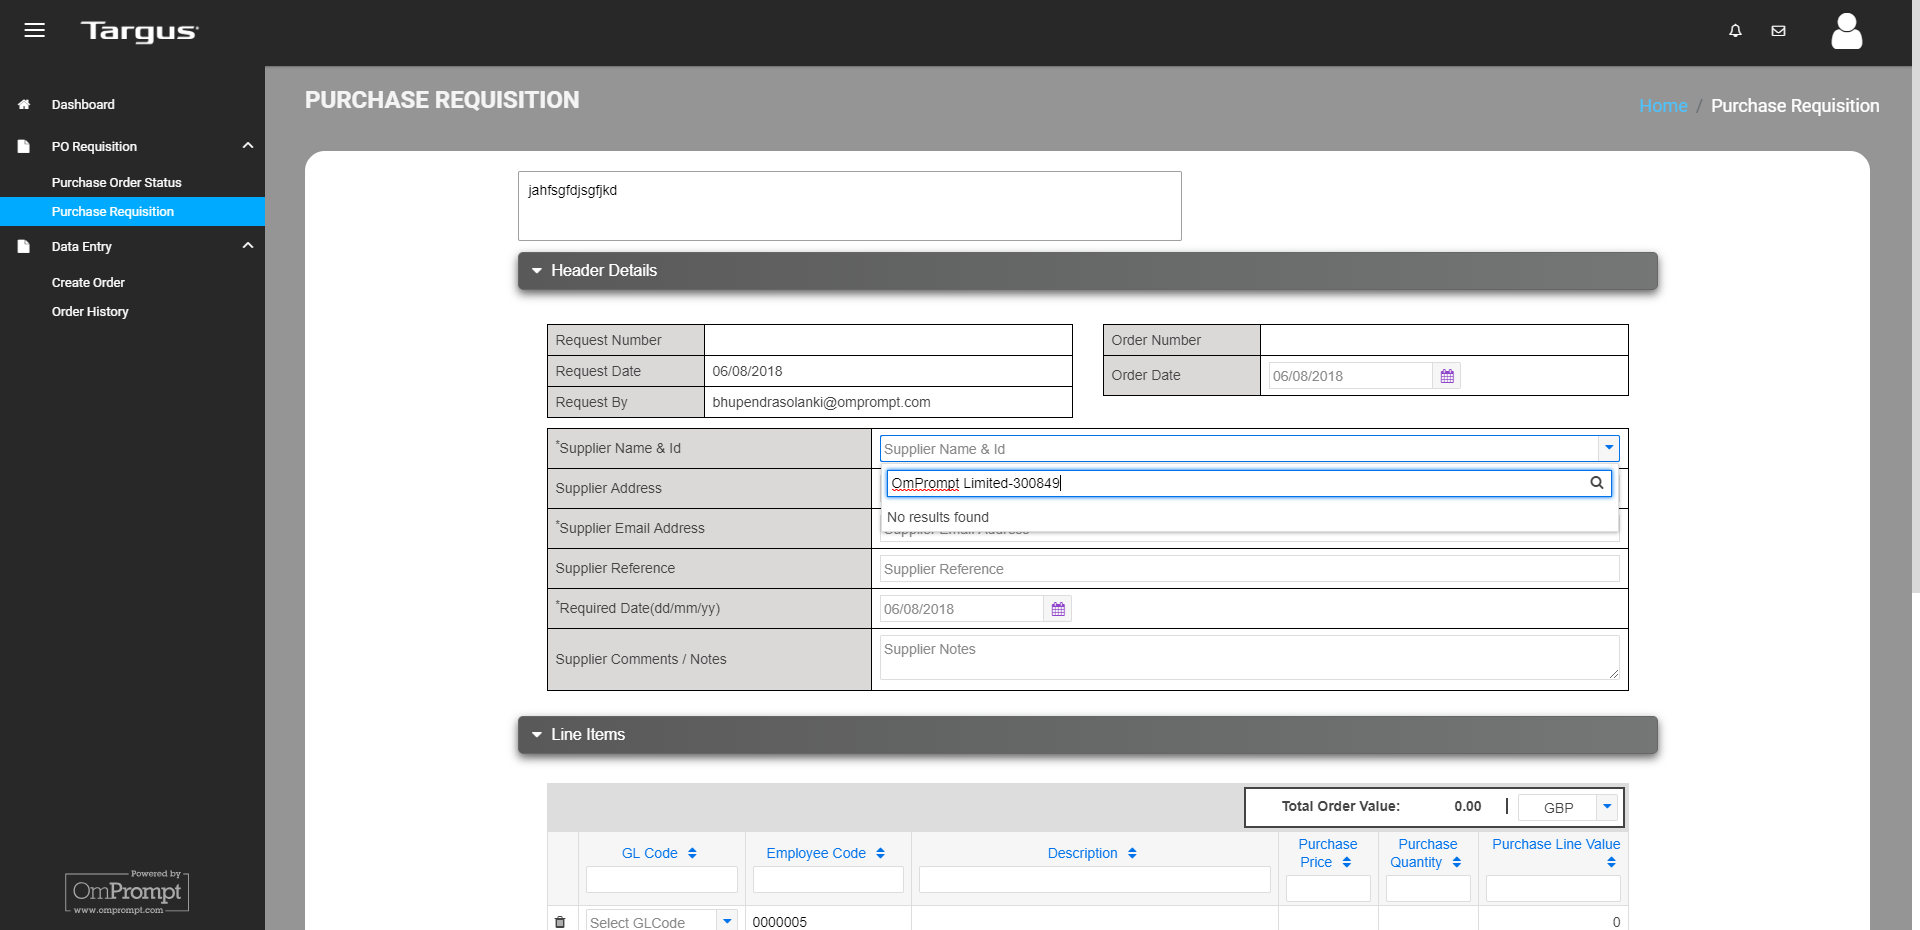 Targus
Dashboard
PO Requisition
Purchase Order Status
Purchase Requisition
Data Entry
Create Order
Order History
Powered by
OmPrompt
www.omprompt.com
PURCHASE REQUISITION
Home / Purchase Requisition
jahfsgfdjsgfjkd
Header Details
Request Number
Request Date 06/08/2018
Request By bhupendrasolanki@omprompt.com
Order Number
Order Date 06/08/2018
*Supplier Name & Id Supplier Name & Id
OmPrompt Limited-300849
No results found
Supplier Address
*Supplier Email Address Supplier Email Address
Supplier Reference Supplier Reference
*Required Date(dd/mm/yy) 06/08/2018
Supplier Comments / Notes Supplier Notes
Line Items
Total Order Value: 0.00 | GBP
GL Code Employee Code Description Purchase Price Purchase Quantity Purchase Line Value
Select GLCode 0000005 0